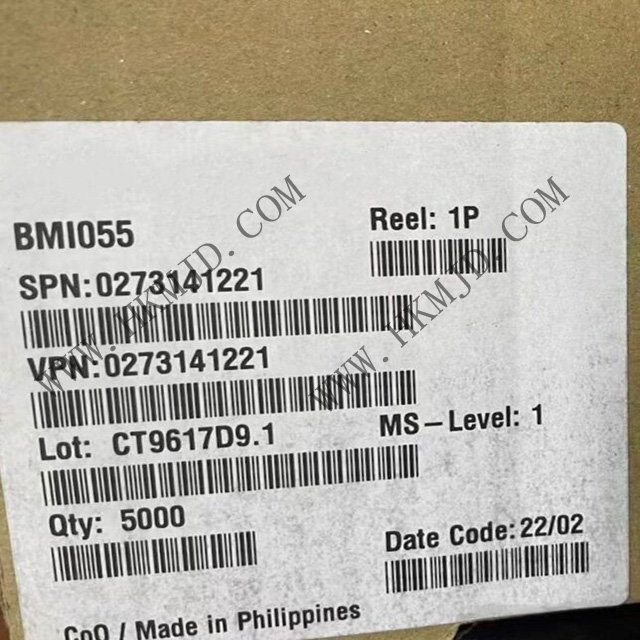 BMI055
Reel: 1P
SPN:0273141221
VPN:0273141221
Lot: CT9617D9.1
MS-Level: 1
Qty: 5000
Date Code: 22/02
CoO / Made in Philippines
WWW.HKMJD.COM
WWW.HKMJD.COM